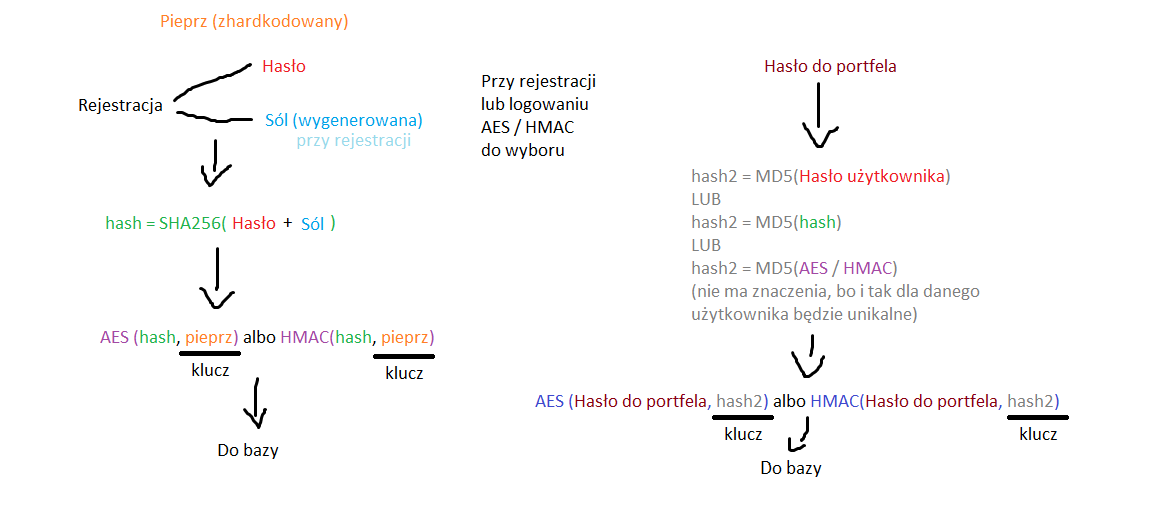 Pieprz (zhardkodowany)
Hasło
Rejestracja
Sól (wygenerowana)
przy rejestracji
hash = SHA256( Hasło + Sól )
AES (hash, pieprz) albo HMAC(hash, pieprz)
klucz
klucz
Do bazy
Przy rejestracji
lub logowaniu
AES / HMAC
do wyboru
Hasło do portfela
hash2 = MD5(Hasło użytkownika)
LUB
hash2 = MD5(hash)
LUB
hash2 = MD5(AES / HMAC)
(nie ma znaczenia, bo i tak dla danego
użytkownika będzie unikalne)
AES (Hasło do portfela, hash2) albo HMAC(Hasło do portfela, hash2)
klucz
klucz
Do bazy